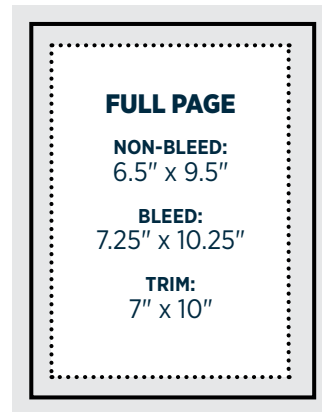 FULL PAGE
NON-BLEED:
6.5" x 9.5"
BLEED:
7.25" x 10.25"
TRIM:
7" x 10"